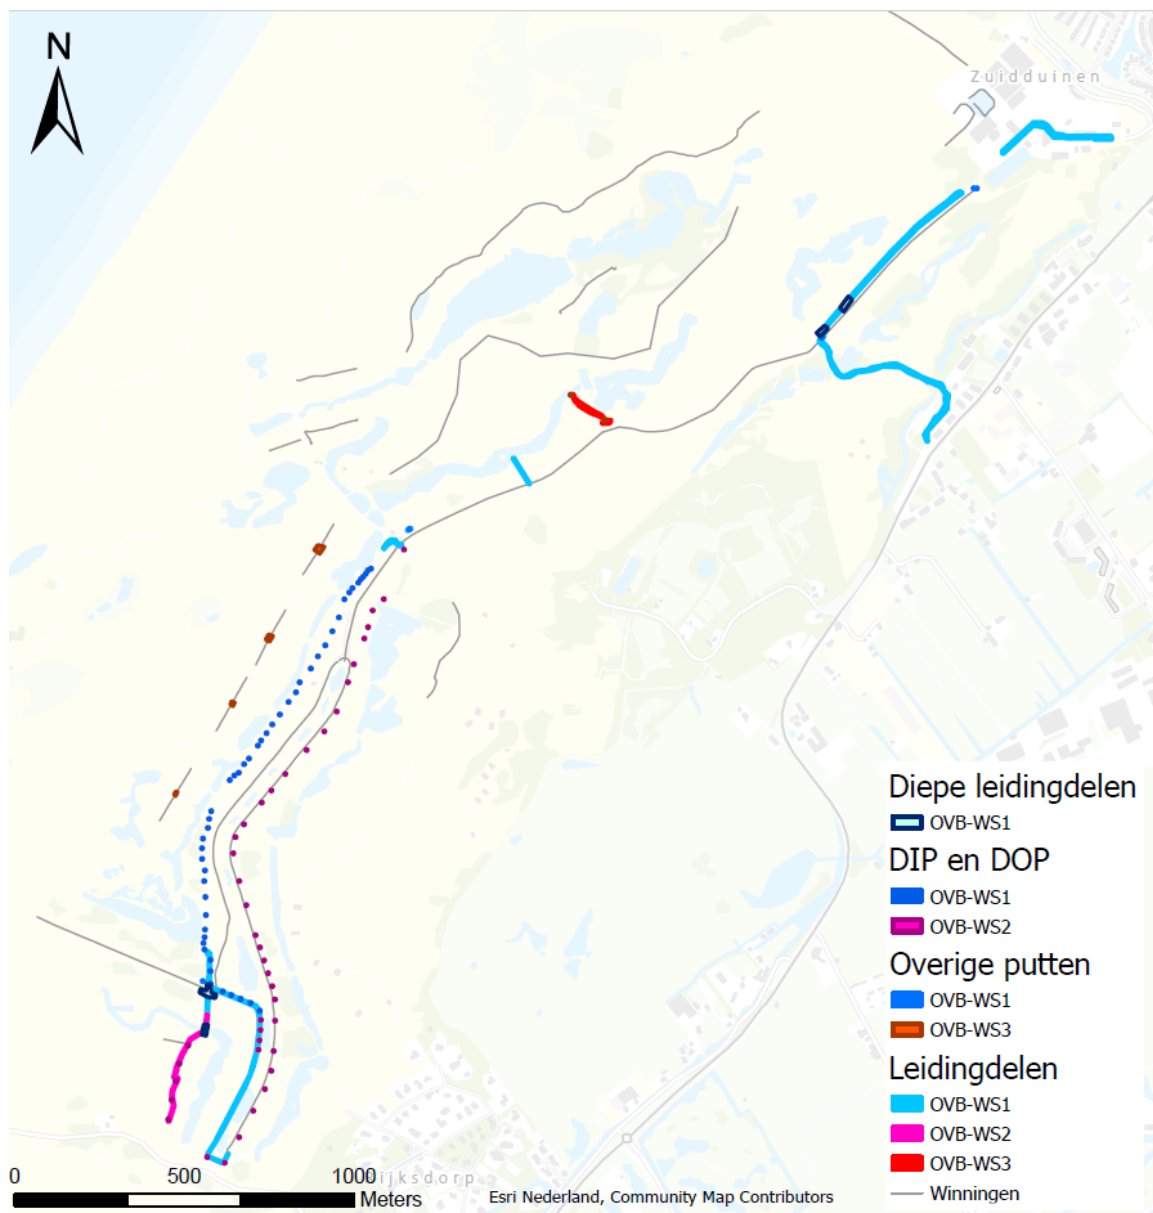 N
Zuidduinen
Diepe leidingdelen
OVB-WS1
DIP en DOP
OVB-WS1
OVB-WS2
Overige putten
OVB-WS1
OVB-WS3
Leidingdelen
OVB-WS1
OVB-WS2
OVB-WS3
Winningen
0 500 1000
Meters
ijksdorp
Esri Nederland, Community Map Contributors